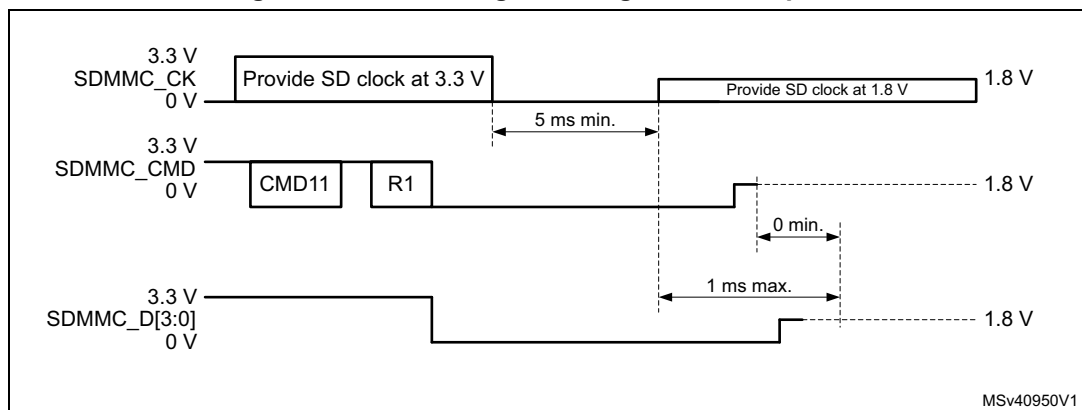 3.3 V
SDMMC_CK
0 V
Provide SD clock at 3.3 V
Provide SD clock at 1.8 V
1.8 V
5 ms min.
3.3 V
SDMMC_CMD
0 V
CMD11
R1
1.8 V
0 min.
1 ms max.
3.3 V
SDMMC_D[3:0]
0 V
1.8 V
MSv40950V1